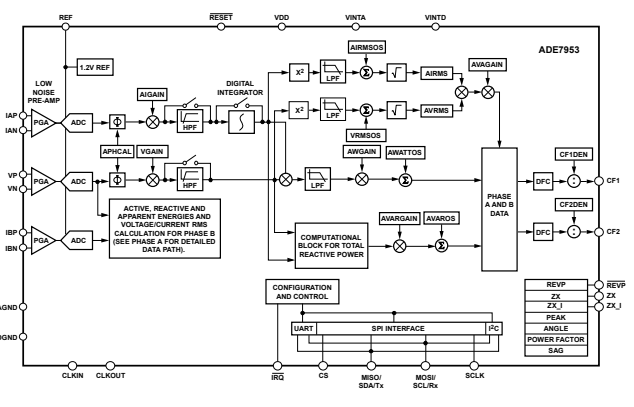 REF
RESET
VDD
VINTA
VINTD
ADE7953
1.2V REF
LOW
NOISE
PRE-AMP
AIGAIN
DIGITAL
INTEGRATOR
AIRMSOS
AVAGAIN
X²
LPF
Σ
√
AIRMS
IAP
IAN
PGA
ADC
Φ
HPF
∫
X²
LPF
Σ
√
AVRMS
APHCAL
VGAIN
VRMSOS
AWGAIN
AWATTOS
CF1DEN
VP
VN
PGA
ADC
Φ
HPF
LPF
Σ
PHASE
A AND B
DATA
DFC
:
CF1
ACTIVE, REACTIVE AND
APPARENT ENERGIES AND
VOLTAGE/CURRENT RMS
CALCULATION FOR PHASE B
(SEE PHASE A FOR DETAILED
DATA PATH).
AVARGAIN
AVAROS
CF2DEN
IBP
IBN
PGA
ADC
COMPUTATIONAL
BLOCK FOR TOTAL
REACTIVE POWER
Σ
DFC
:
CF2
CONFIGURATION
AND CONTROL
REVP
ZX
ZX_I
PEAK
ANGLE
POWER FACTOR
SAG
REVP
ZX
ZX_I
AGND
DGND
UART
SPI INTERFACE
I²C
CLKIN
CLKOUT
IRQ
CS
MISO/
SDA/Tx
MOSI/
SCL/Rx
SCLK